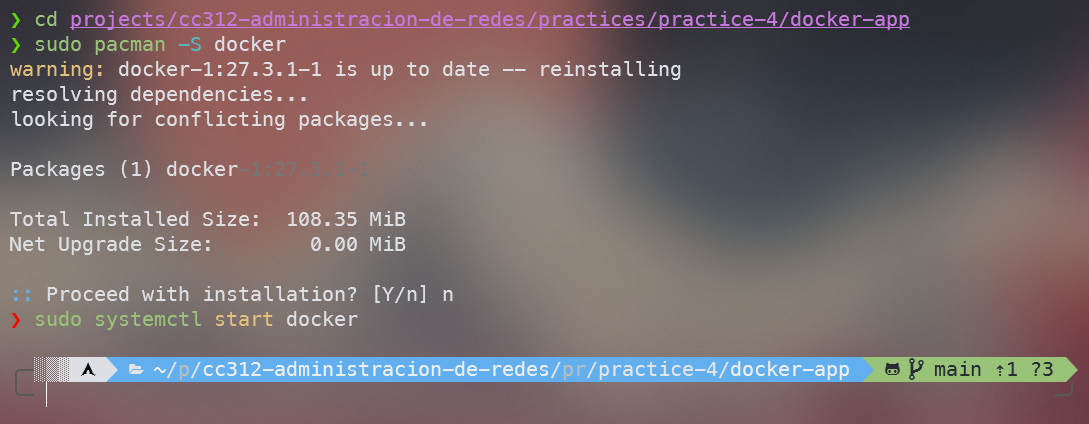 ❯ cd projects/cc312-administracion-de-redes/practices/practice-4/docker-app
❯ sudo pacman -S docker
warning: docker-1:27.3.1-1 is up to date -- reinstalling
resolving dependencies...
looking for conflicting packages...
Packages (1) docker-1:27.3.1-1
Total Installed Size:  108.35 MiB
Net Upgrade Size:        0.00 MiB
:: Proceed with installation? [Y/n] n
❯ sudo systemctl start docker
~/p/cc312-administracion-de-redes/pr/practice-4/docker-app main ⇡1 ?3